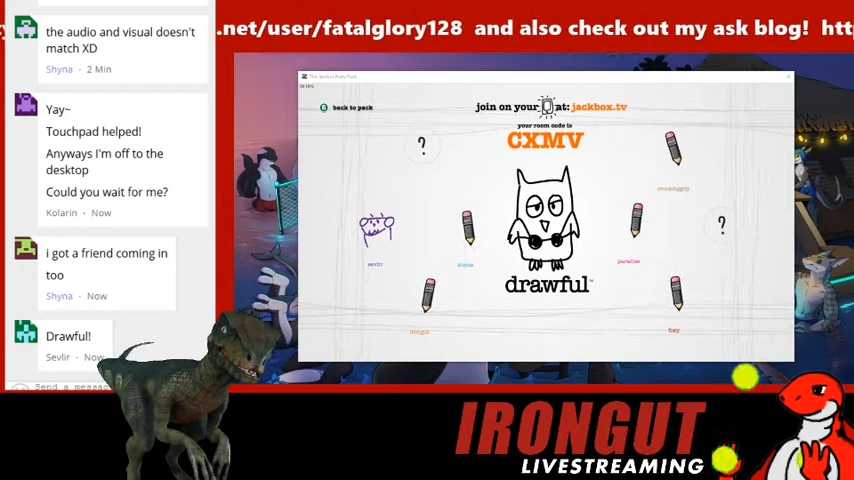 .net/user/fatalglory128 and also check out my ask blog! htt
the audio and visual doesn't
match XD
Shyna · 2 Min
Yay~
Touchpad helped!
Anyways I'm off to the
desktop
Could you wait for me?
Kolarin · Now
i got a friend coming in
too
Shyna · Now
Drawful!
Sevlir · Now
Send a messag
The Jackbox Party Pack
back to pack
join on your at: jackbox.tv
your room code is
CXMV
?
?
sevlir
shyna
paradise
irongut
foxy
drawful™
IRONGUT
LIVESTREAMING